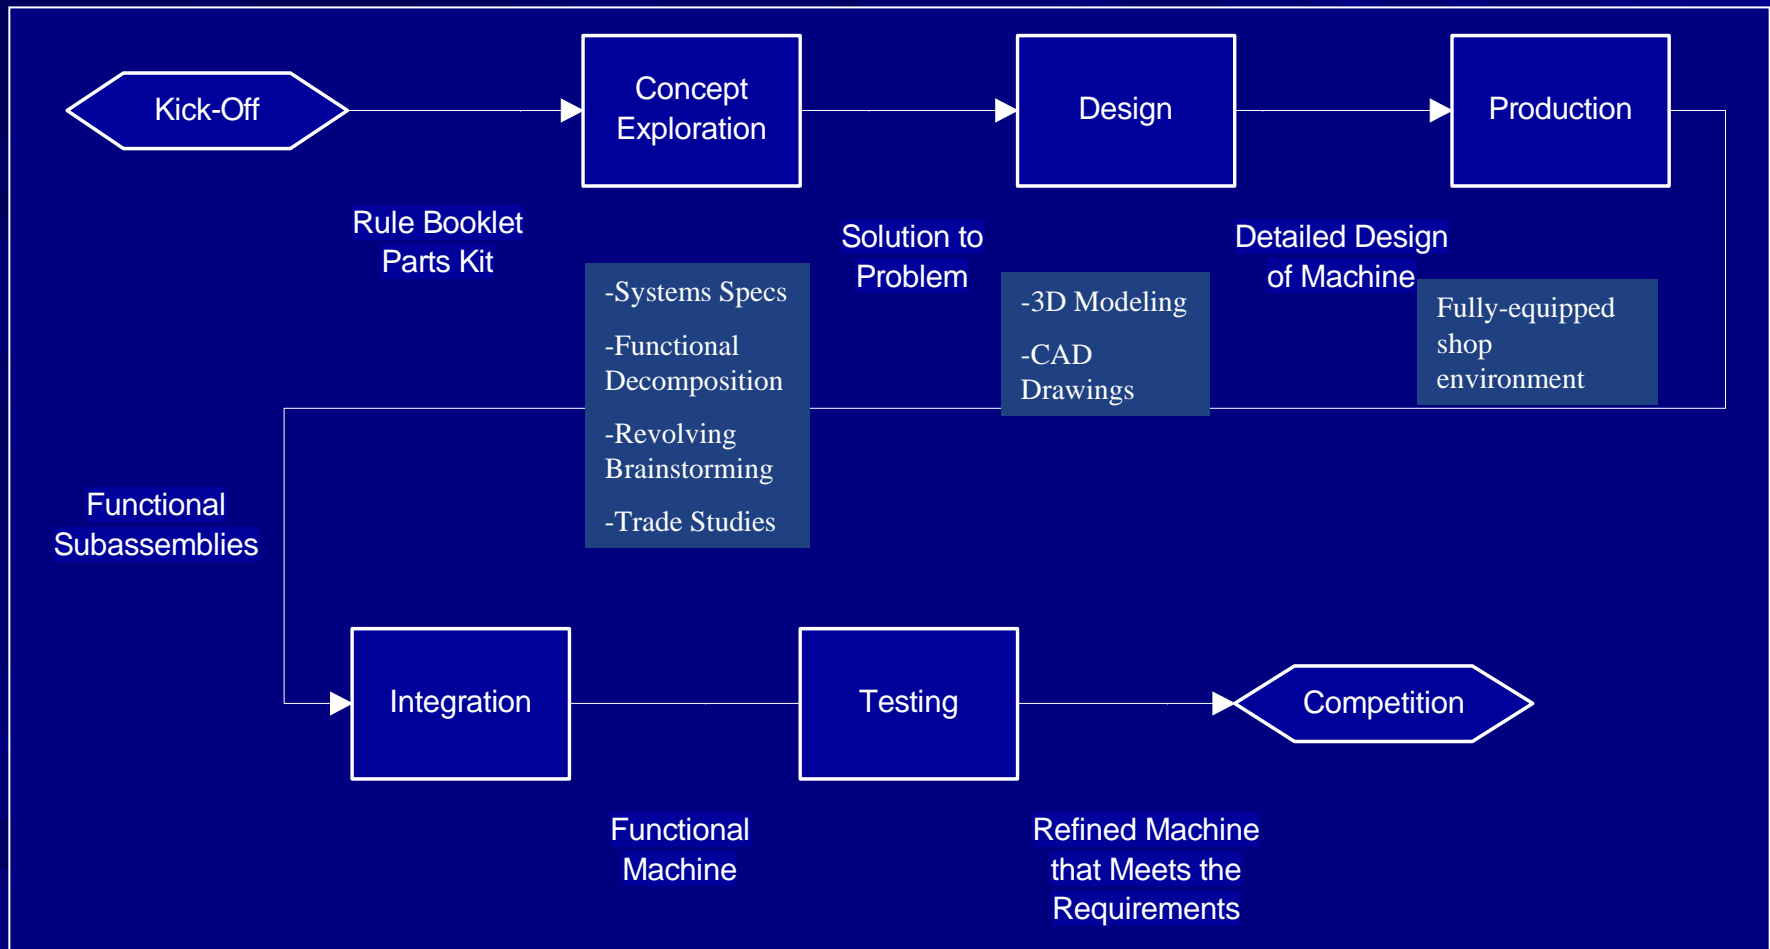 Kick-Off
Concept
Exploration
Design
Production
Rule Booklet
Parts Kit
Solution to
Problem
Detailed Design
of Machine
-Systems Specs
-Functional
Decomposition
-Revolving
Brainstorming
-Trade Studies
-3D Modeling
-CAD
Drawings
Fully-equipped
shop
environment
Functional
Subassemblies
Integration
Testing
Competition
Functional
Machine
Refined Machine
that Meets the
Requirements